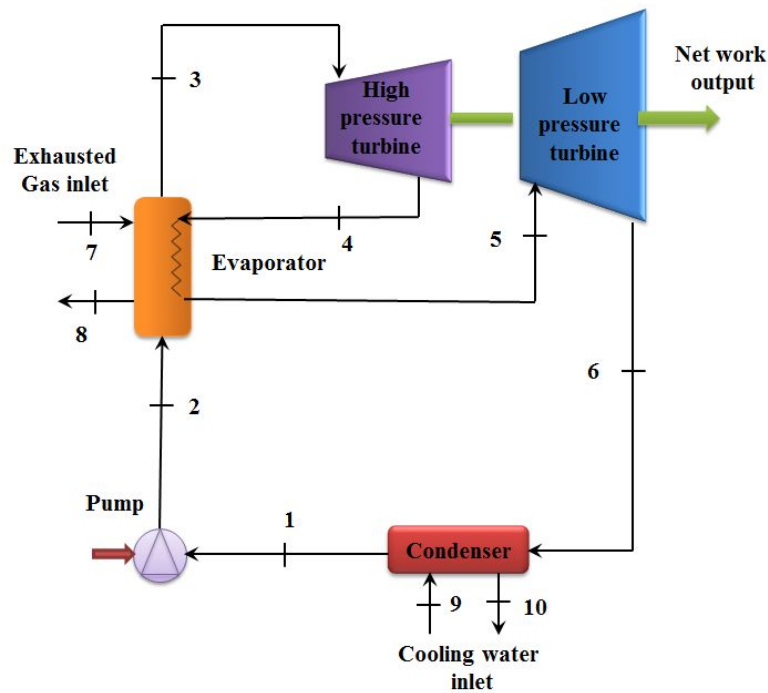 3
High
pressure
turbine
Low
pressure
turbine
Net work
output
Exhausted
Gas inlet
7
4
5
Evaporator
8
6
2
Pump
1
Condenser
9
10
Cooling water
inlet